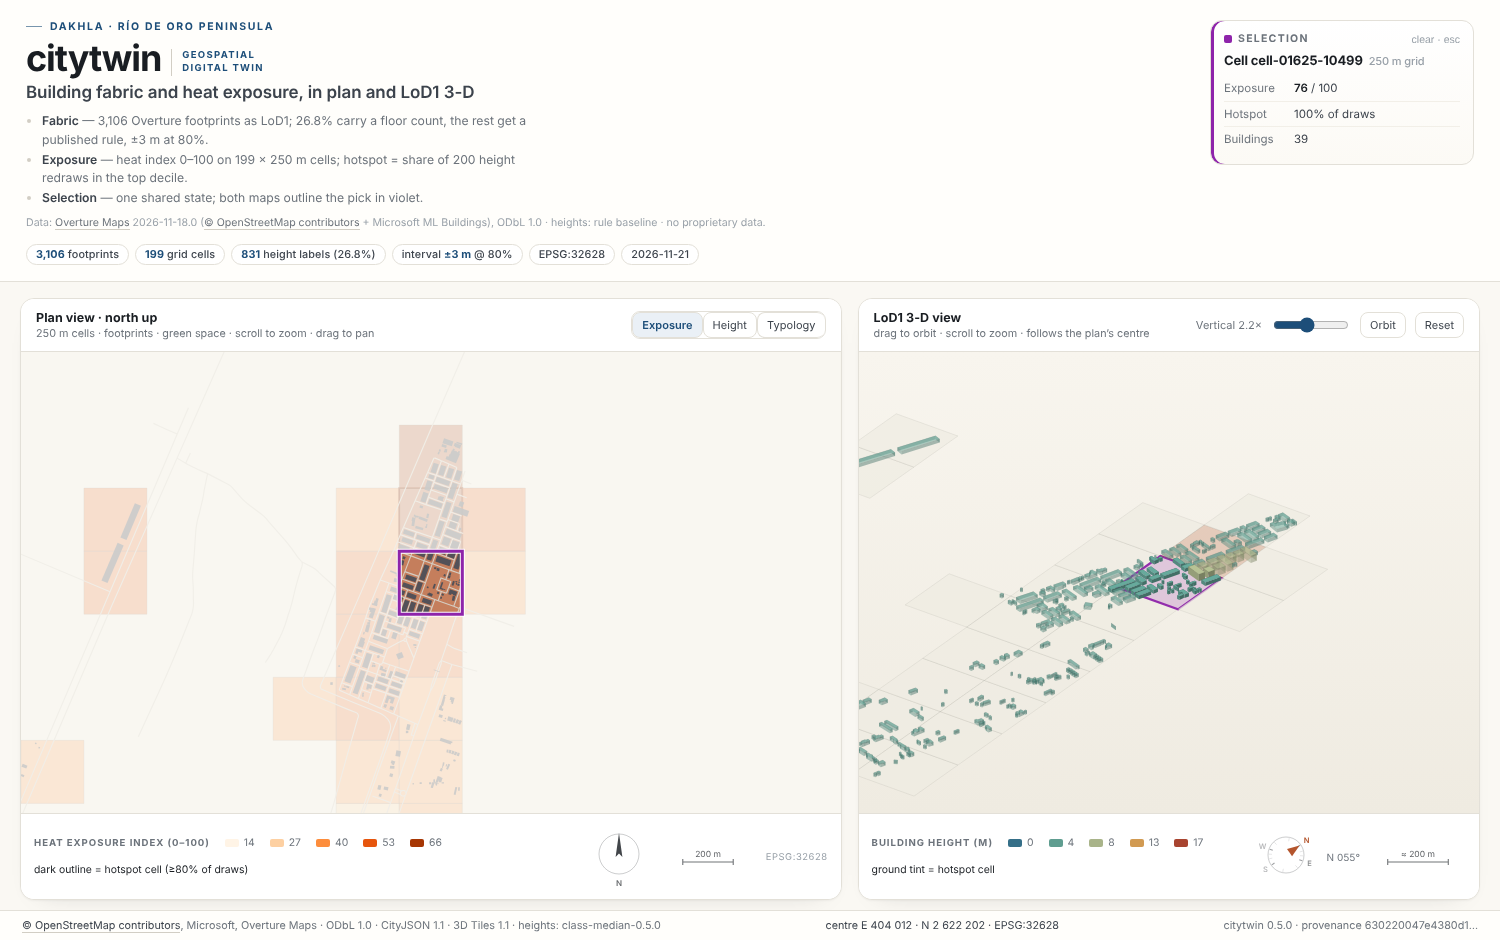 DAKHLA · RÍO DE ORO PENINSULA
citytwin
GEOSPATIAL
DIGITAL TWIN
Building fabric and heat exposure, in plan and LoD1 3-D
• Fabric — 3,106 Overture footprints as LoD1; 26.8% carry a floor count, the rest get a
published rule, ±3 m at 80%.
• Exposure — heat index 0–100 on 199 × 250 m cells; hotspot = share of 200 height
redraws in the top decile.
• Selection — one shared state; both maps outline the pick in violet.
Data: Overture Maps 2026-11-18.0 (© OpenStreetMap contributors + Microsoft ML Buildings), ODbL 1.0 · heights: rule baseline · no proprietary data.
3,106 footprints
199 grid cells
831 height labels (26.8%)
interval ±3 m @ 80%
EPSG:32628
2026-11-21
SELECTION
clear · esc
Cell cell-01625-10499 250 m grid
Exposure 76 / 100
Hotspot 100% of draws
Buildings 39
Plan view · north up
250 m cells · footprints · green space · scroll to zoom · drag to pan
Exposure
Height
Typology
LoD1 3-D view
drag to orbit · scroll to zoom · follows the plan's centre
Vertical 2.2×
Orbit
Reset
HEAT EXPOSURE INDEX (0–100) 14 27 40 53 66
dark outline = hotspot cell (≥80% of draws)
N
200 m
EPSG:32628
BUILDING HEIGHT (M) 0 4 8 13 17
ground tint = hotspot cell
N
E
S
W
N 055°
≈ 200 m
© OpenStreetMap contributors, Microsoft, Overture Maps · ODbL 1.0 · CityJSON 1.1 · 3D Tiles 1.1 · heights: class-median-0.5.0
centre E 404 012 · N 2 622 202 · EPSG:32628
citytwin 0.5.0 · provenance 630220047e4380d1…